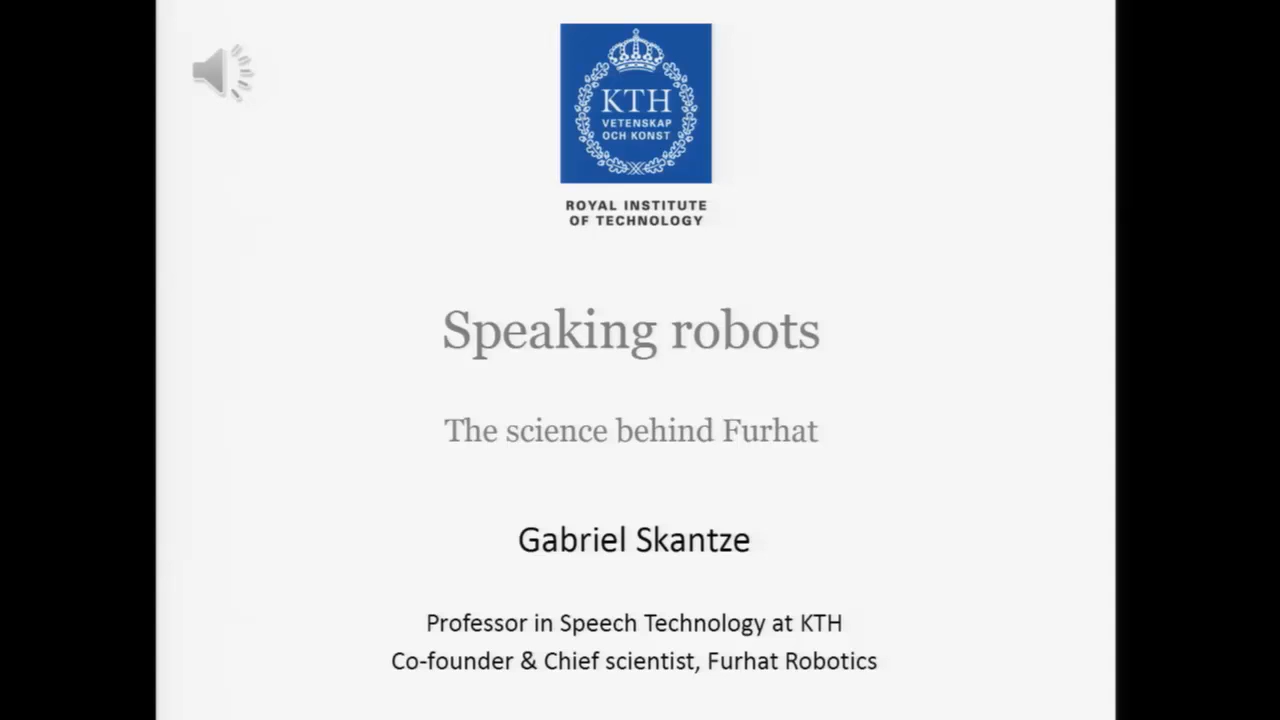 KTH
VETENSKAP
OCH KONST
ROYAL INSTITUTE
OF TECHNOLOGY
Speaking robots
The science behind Furhat
Gabriel Skantze
Professor in Speech Technology at KTH
Co-founder & Chief scientist, Furhat Robotics